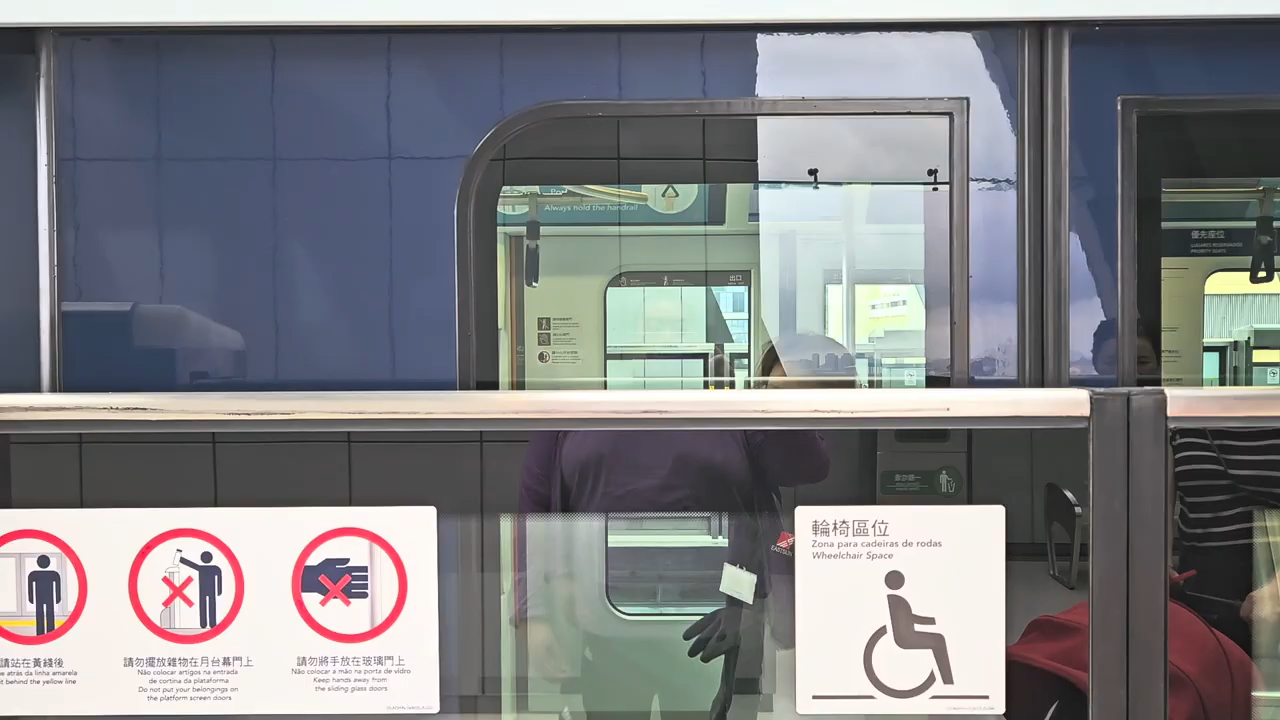 Always hold the handrail
出口
優先座位
LUGARES RESERVADOS
PRIORITY SEATS
EASTSUN
請站在黃綫後
atrás da linha amarela
behind the yellow line
請勿擺放雜物在月台幕門上
Não colocar artigos na entrada
de cortina da plataforma
Do not put your belongings on
the platform screen doors
請勿將手放在玻璃門上
Não colocar a mão na porta de vidro
Keep hands away from
the sliding glass doors
輪椅區位
Zona para cadeiras de rodas
Wheelchair Space